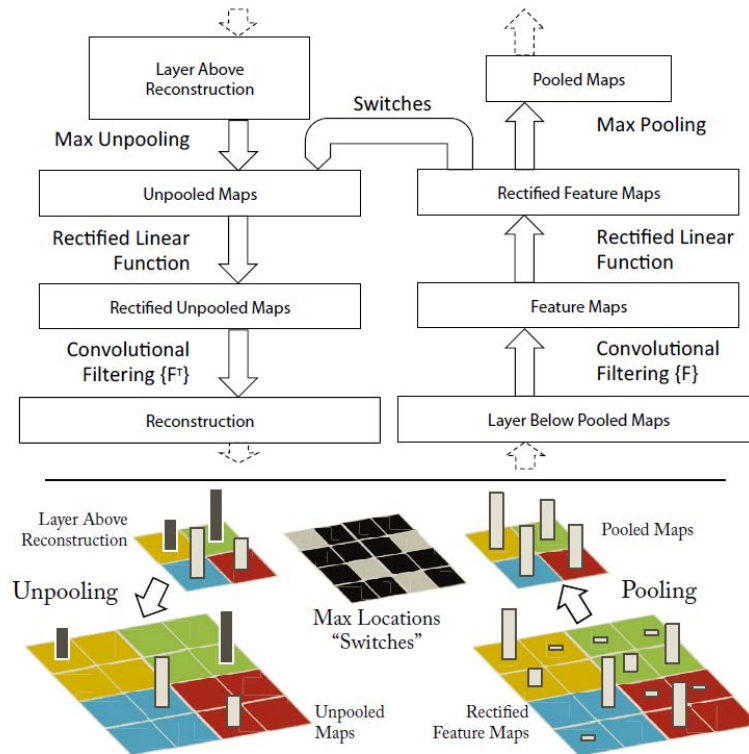 Layer Above
Reconstruction
Pooled Maps
Switches
Max Unpooling
Max Pooling
Unpooled Maps
Rectified Feature Maps
Rectified Linear
Function
Rectified Linear
Function
Rectified Unpooled Maps
Feature Maps
Convolutional
Filtering {Fᵀ}
Convolutional
Filtering {F}
Reconstruction
Layer Below Pooled Maps
Layer Above
Reconstruction
Pooled Maps
Unpooling
Pooling
Max Locations
“Switches”
Unpooled
Maps
Rectified
Feature Maps